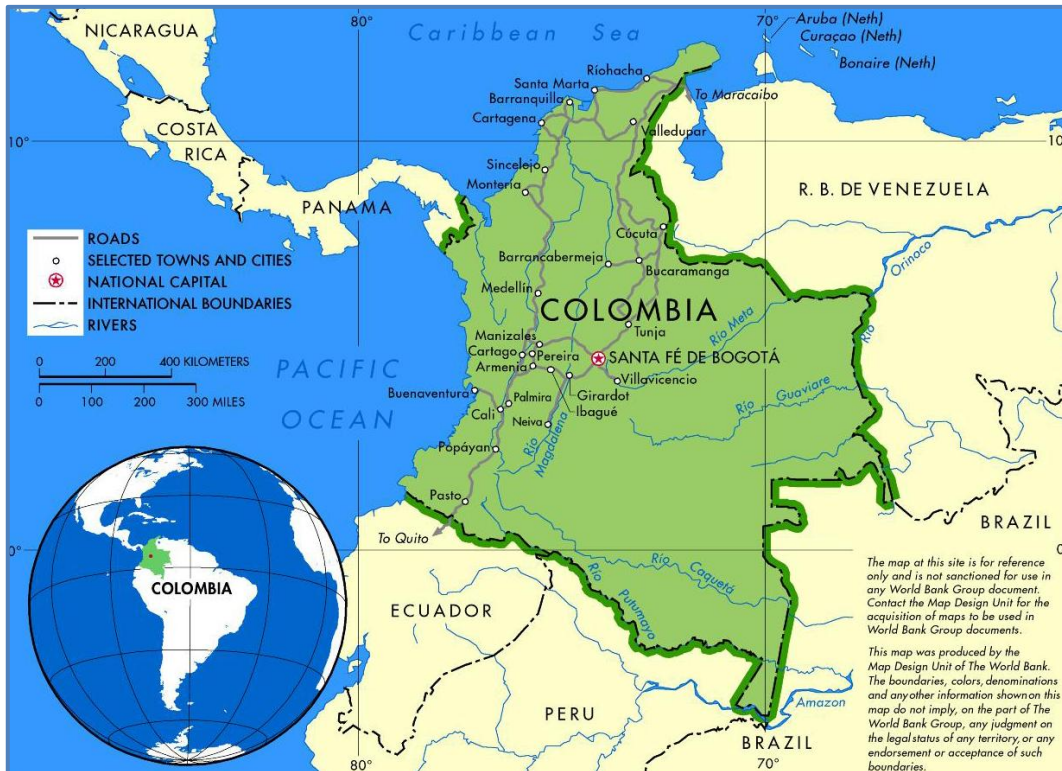 80°
70°
NICARAGUA
Caribbean Sea
Aruba (Neth)
Curaçao (Neth)
Bonaire (Neth)
Ríohacha
Santa Marta
Barranquilla
To Maracaibo
Cartagena
Valledupar
10°
10
COSTA
RICA
Sincelejo
Monteria
R. B. DE VENEZUELA
PANAMA
Cúcuta
Orinoco
Río
ROADS
SELECTED TOWNS AND CITIES
NATIONAL CAPITAL
INTERNATIONAL BOUNDARIES
RIVERS
Barrancabermeja
Bucaramanga
Medellín
COLOMBIA
Río Meta
Tunja
Manizales
Cartago
Pereira
Armenia
SANTA FÉ DE BOGOTÁ
Villavicencio
0 200 400 KILOMETERS
0 100 200 300 MILES
PACIFIC
OCEAN
Buenaventura
Palmira
Girardot
Ibagué
Río
Guaviare
Cali
Neiva
Río
Magdalena
Popáyan
Pasto
To Quito
BRAZIL
0°
0
Río
Caquetá
Río
Putumayo
COLOMBIA
ECUADOR
PERU
Amazon
BRAZIL
80°
70°
The map at this site is for reference
only and is not sanctioned for use in
any World Bank Group document.
Contact the Map Design Unit for the
acquisition of maps to be used in
World Bank Group documents.
This map was produced by the
Map Design Unit of The World Bank.
The boundaries, colors, denominations
and any other information shown on this
map do not imply, on the part of The
World Bank Group, any judgment on
the legal status of any territory, or any
endorsement or acceptance of such
boundaries.